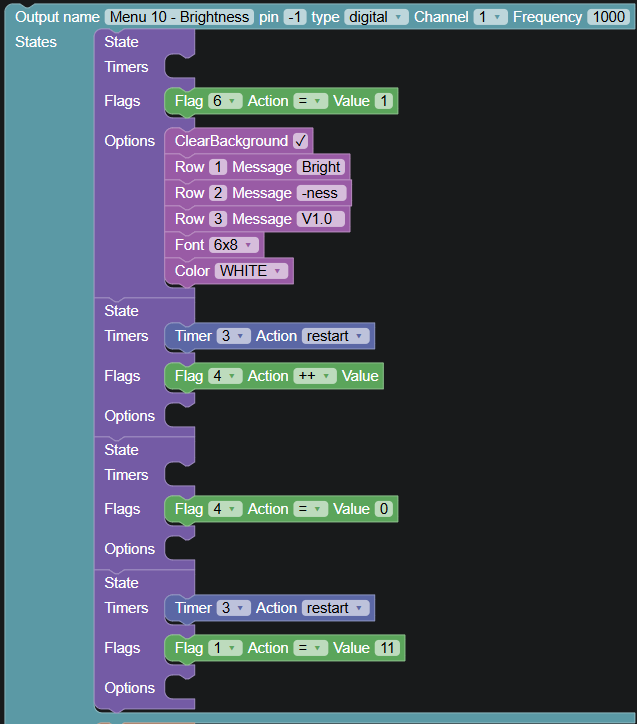 Output name Menu 10 - Brightness pin -1 type digital Channel 1 Frequency 1000
States State
Timers
Flags Flag 6 Action = Value 1
Options ClearBackground ✓
Row 1 Message Bright
Row 2 Message -ness
Row 3 Message V1.0
Font 6x8
Color WHITE
State
Timers Timer 3 Action restart
Flags Flag 4 Action ++ Value
Options
State
Timers
Flags Flag 4 Action = Value 0
Options
State
Timers Timer 3 Action restart
Flags Flag 1 Action = Value 11
Options